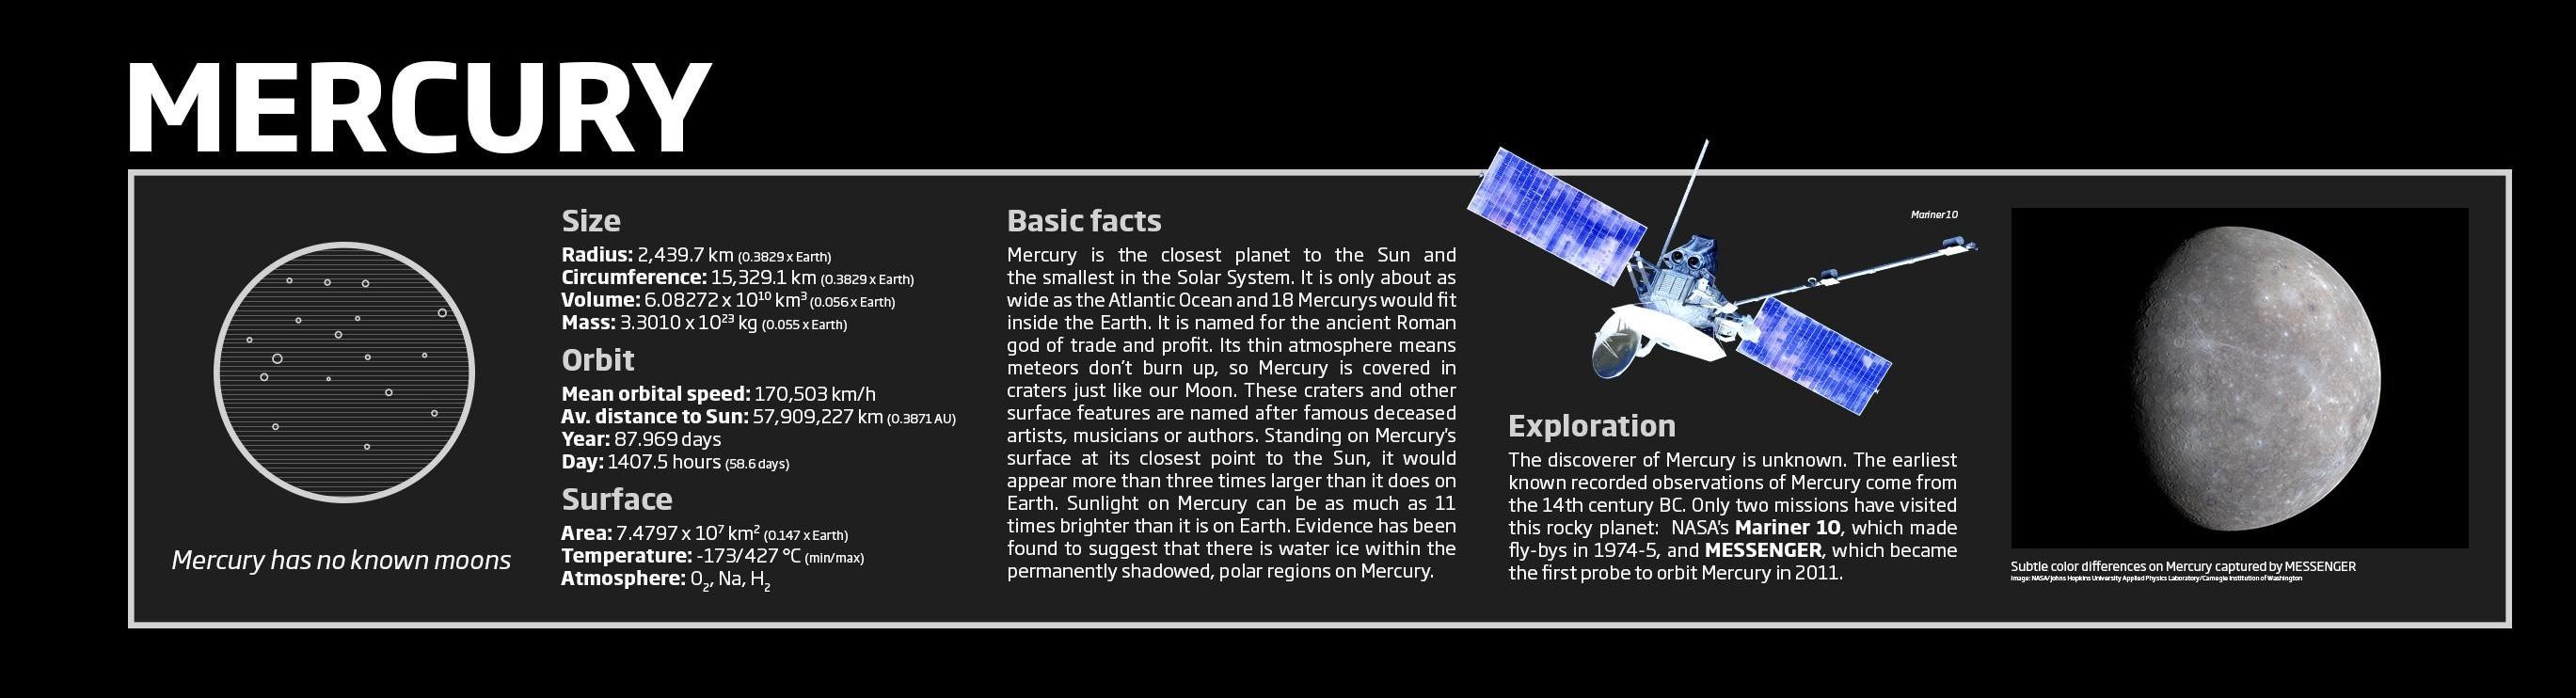 MERCURY
Mercury has no known moons
Size
Radius: 2,439.7 km (0.3829 x Earth)
Circumference: 15,329.1 km (0.3829 x Earth)
Volume: 6.08272 x 10¹⁰ km³ (0.056 x Earth)
Mass: 3.3010 x 10²³ kg (0.055 x Earth)
Orbit
Mean orbital speed: 170,503 km/h
Av. distance to Sun: 57,909,227 km (0.3871 AU)
Year: 87.969 days
Day: 1407.5 hours (58.6 days)
Surface
Area: 7.4797 x 10⁷ km² (0.147 x Earth)
Temperature: -173/427 °C (min/max)
Atmosphere: O₂, Na, H₂
Basic facts
Mercury is the closest planet to the Sun and
the smallest in the Solar System. It is only about as
wide as the Atlantic Ocean and 18 Mercurys would fit
inside the Earth. It is named for the ancient Roman
god of trade and profit. Its thin atmosphere means
meteors don't burn up, so Mercury is covered in
craters just like our Moon. These craters and other
surface features are named after famous deceased
artists, musicians or authors. Standing on Mercury's
surface at its closest point to the Sun, it would
appear more than three times larger than it does on
Earth. Sunlight on Mercury can be as much as 11
times brighter than it is on Earth. Evidence has been
found to suggest that there is water ice within the
permanently shadowed, polar regions on Mercury.
Mariner10
Exploration
The discoverer of Mercury is unknown. The earliest
known recorded observations of Mercury come from
the 14th century BC. Only two missions have visited
this rocky planet: NASA's Mariner 10, which made
fly-bys in 1974-5, and MESSENGER, which became
the first probe to orbit Mercury in 2011.
Subtle color differences on Mercury captured by MESSENGER
Image: NASA/Johns Hopkins University Applied Physics Laboratory/Carnegie Institution of Washington